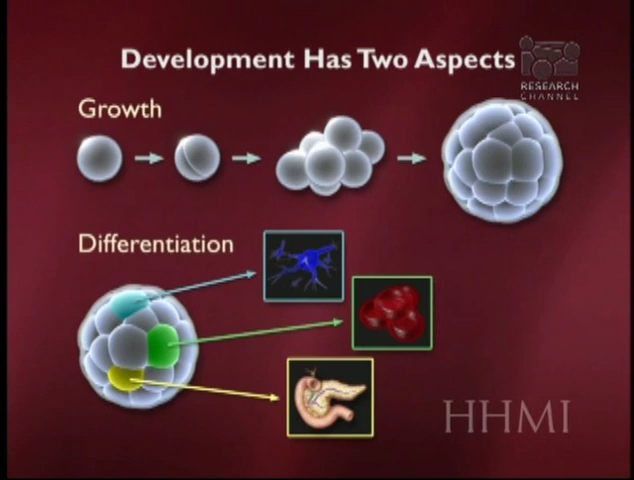 Development Has Two Aspects
RESEARCH
CHANNEL
Growth
Differentiation
HHMI